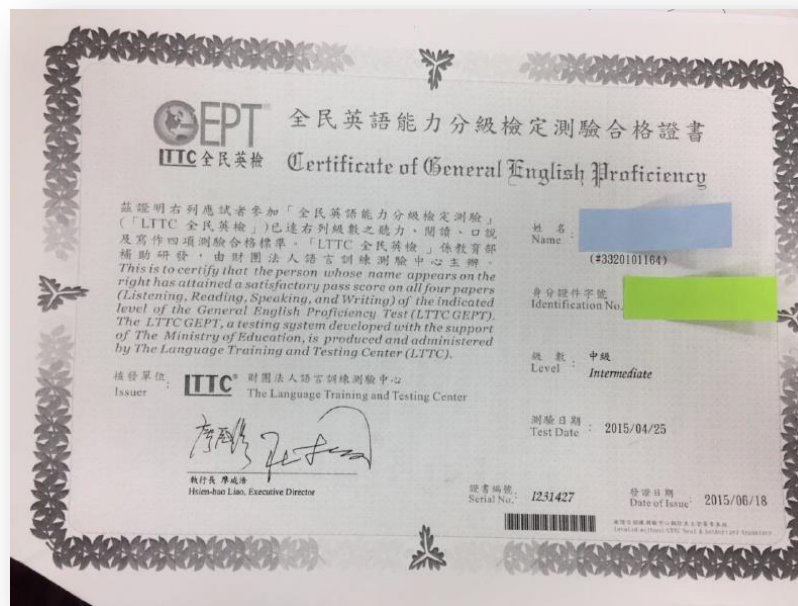 GEPT
LTTC 全民英檢
全民英語能力分級檢定測驗合格證書
Certificate of General English Proficiency
茲證明右列應試者參加「全民英語能力分級檢定測驗」
(「LTTC 全民英檢」)已達右列級數之聽力、閱讀、口說
及寫作四項測驗合格標準。「LTTC 全民英檢」係教育部
補助研發,由財團法人語言訓練測驗中心主辦。
This is to certify that the person whose name appears on the
right has attained a satisfactory pass score on all four papers
(Listening, Reading, Speaking, and Writing) of the indicated
level of the General English Proficiency Test (LTTC GEPT).
The LTTC GEPT, a testing system developed with the support
of The Ministry of Education, is produced and administered
by The Language Training and Testing Center (LTTC).
核發單位
Issuer :
LTTC® 財團法人語言訓練測驗中心
The Language Training and Testing Center
執行長 廖咸浩
Hsien-hao Liao, Executive Director
姓 名
Name :
(#3320101164)
身分證件字號
Identification No.
級 數 : 中級
Level Intermediate
測驗日期
Test Date : 2015/04/25
證書編號
Serial No. : 1231427
發證日期
Date of Issue : 2015/06/18